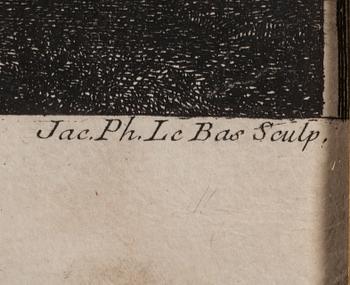 Jac. Ph. Le Bas Sculp.